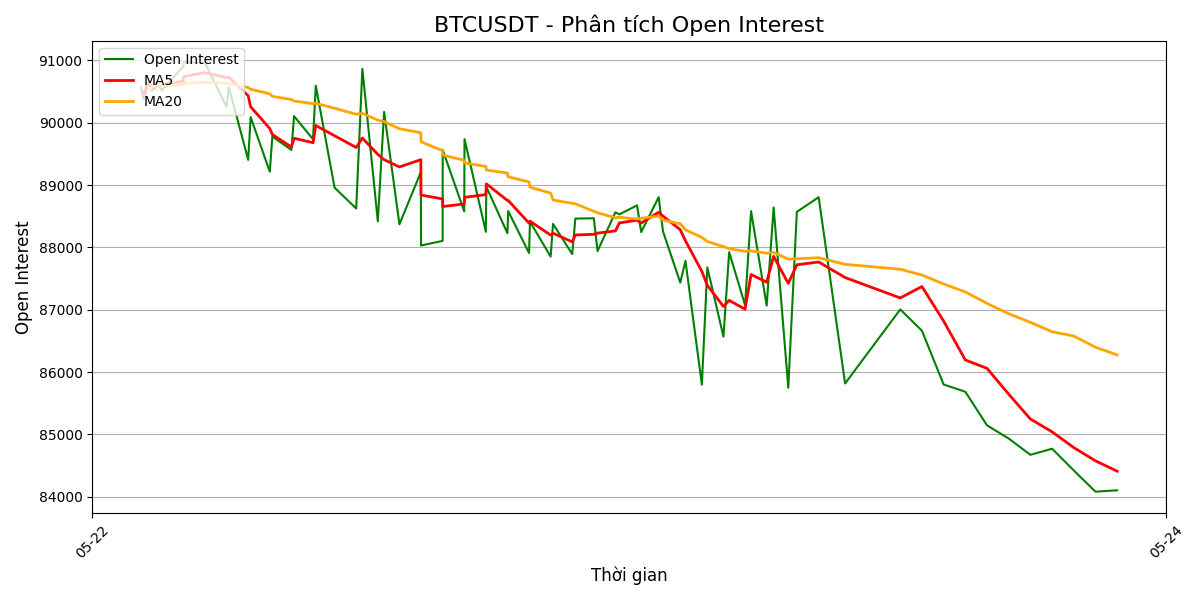 BTCUSDT - Phân tích Open Interest
Open Interest
MA5
MA20
91000
90000
89000
88000
87000
86000
85000
84000
Open Interest
05-22
05-24
Thời gian